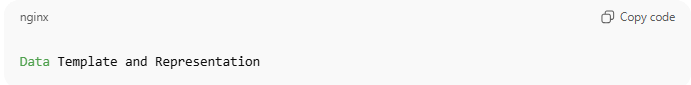 nginx
Copy code
Data Template and Representation